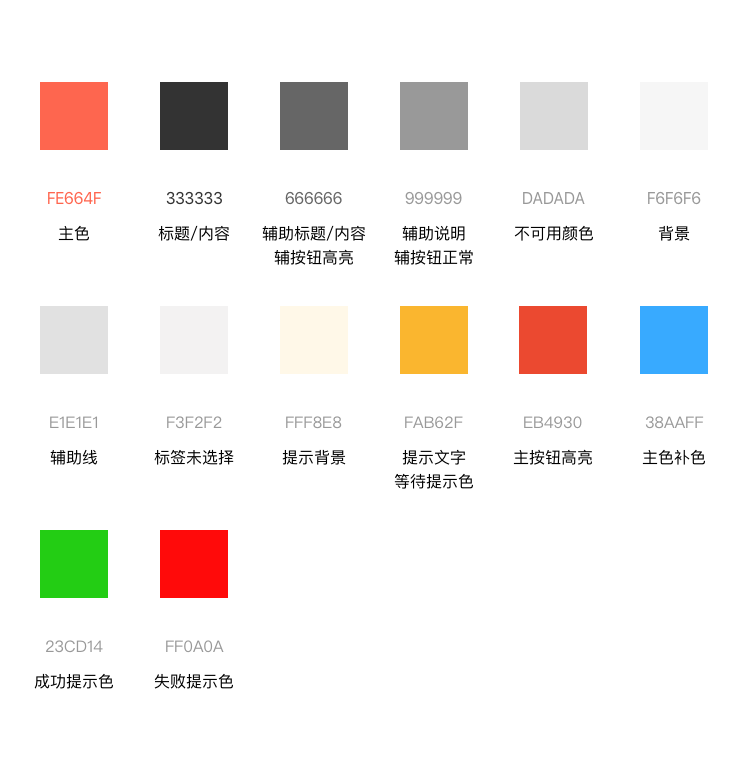 FE664F
333333
666666
999999
DADADA
F6F6F6
主色
标题/内容
辅助标题/内容
辅按钮高亮
辅助说明
辅按钮正常
不可用颜色
背景
E1E1E1
F3F2F2
FFF8E8
FAB62F
EB4930
38AAFF
辅助线
标签未选择
提示背景
提示文字
等待提示色
主按钮高亮
主色补色
23CD14
FF0A0A
成功提示色
失败提示色